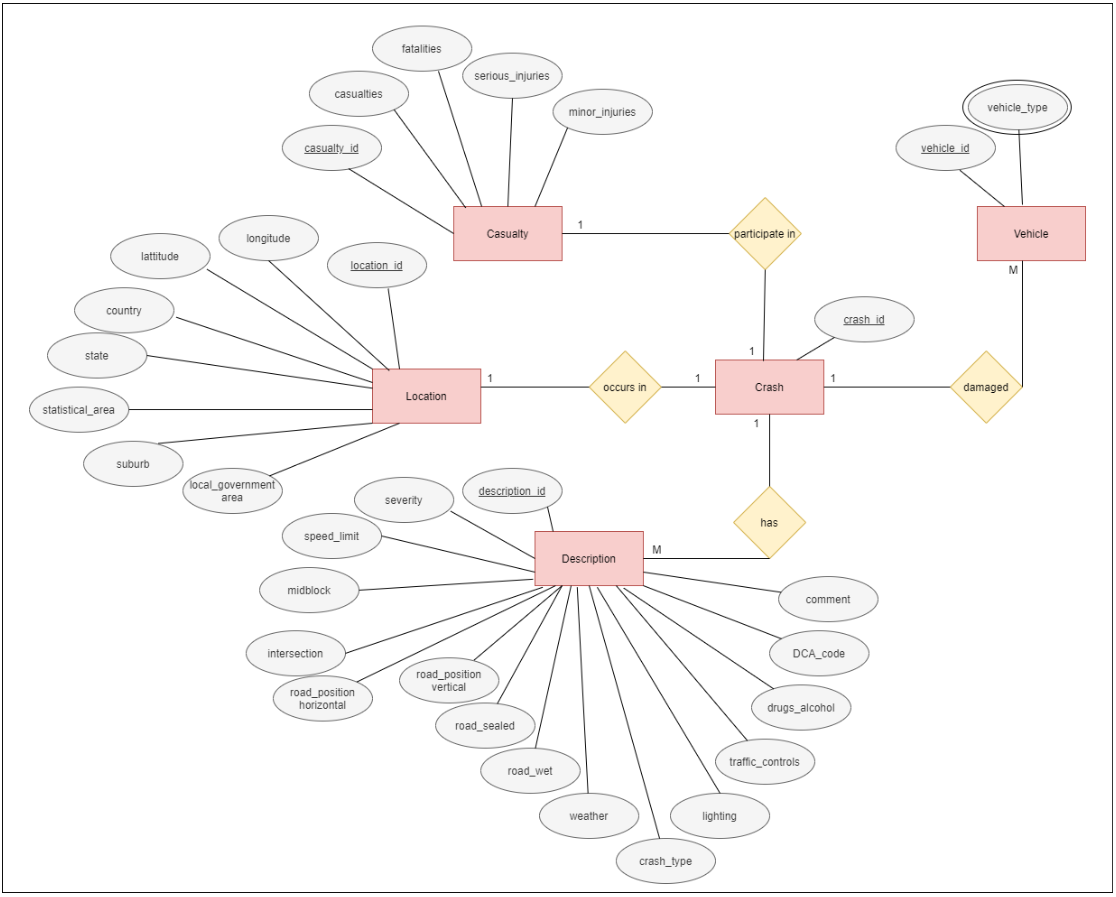 fatalities
serious_injuries
vehicle_type
casualties
minor_injuries
casualty_id
vehicle_id
Casualty
1
participate in
Vehicle
longitude
lattitude
location_id
M
country
crash_id
state
1
Location
1
occurs in
1
Crash
1
damaged
statistical_area
1
suburb
local_government
area
severity
description_id
has
speed_limit
M
Description
midblock
comment
intersection
DCA_code
road_position
vertical
road_position
horizontal
drugs_alcohol
road_sealed
traffic_controls
road_wet
weather
lighting
crash_type